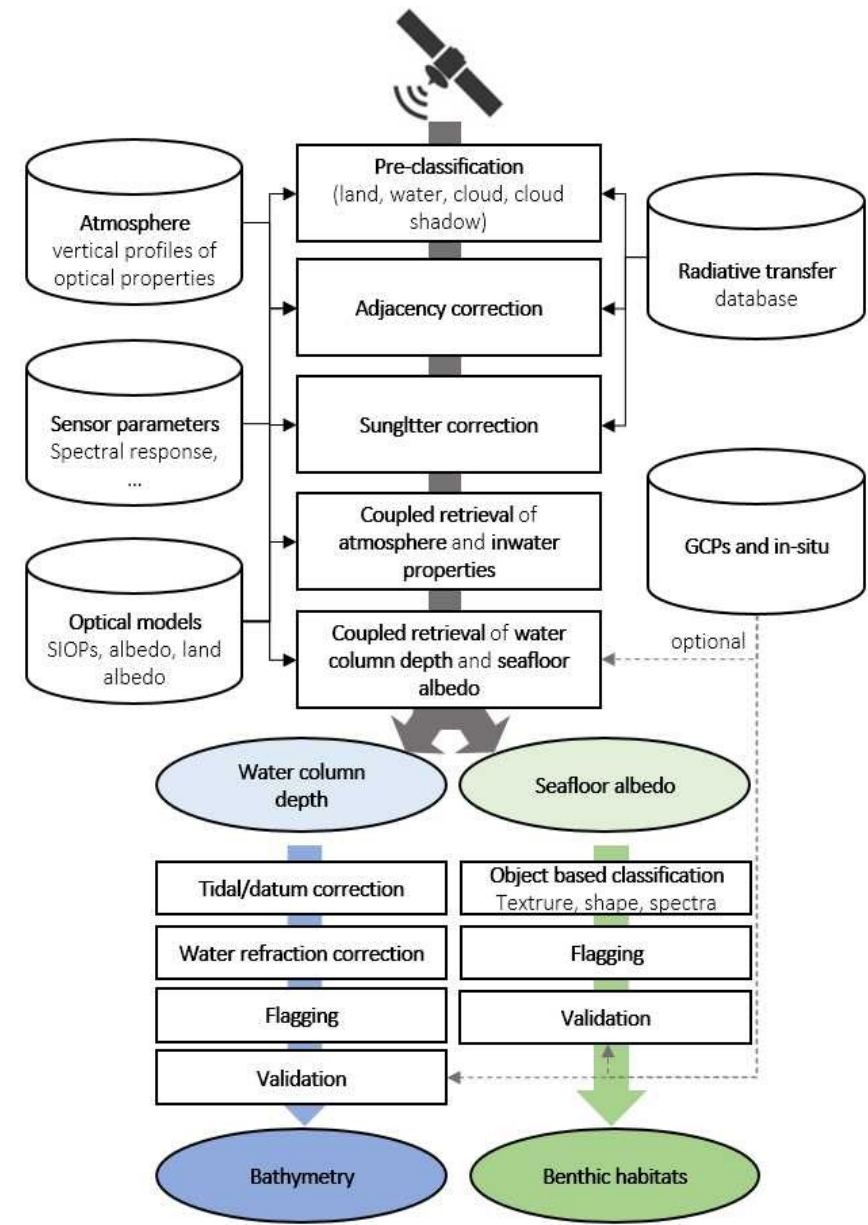 Pre-classification
(land, water, cloud, cloud
shadow)
Atmosphere
vertical profiles of
optical properties
Radiative transfer
database
Adjacency correction
Sensor parameters
Spectral response,
...
Sungltter correction
GCPs and in-situ
Coupled retrieval of
atmosphere and inwater
properties
Optical models
SIOPs, albedo, land
albedo
Coupled retrieval of water
column depth and seafloor
albedo
optional
Water column
depth
Seafloor albedo
Tidal/datum correction
Water refraction correction
Flagging
Validation
Object based classification
Textrure, shape, spectra
Flagging
Validation
Bathymetry
Benthic habitats